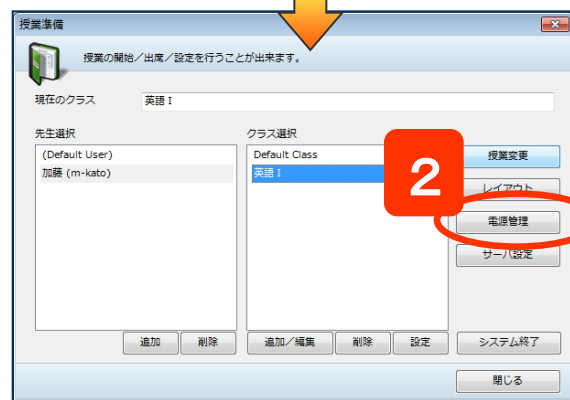 授業準備
授業の開始／出席／設定を行うことが出来ます。
現在のクラス 英語 I
先生選択 クラス選択
(Default User) Default Class 授業変更
加藤 (m-kato) 英語 I 2
レイアウト
電源管理
サーバ設定
追加 削除 追加／編集 削除 設定 システム終了
閉じる